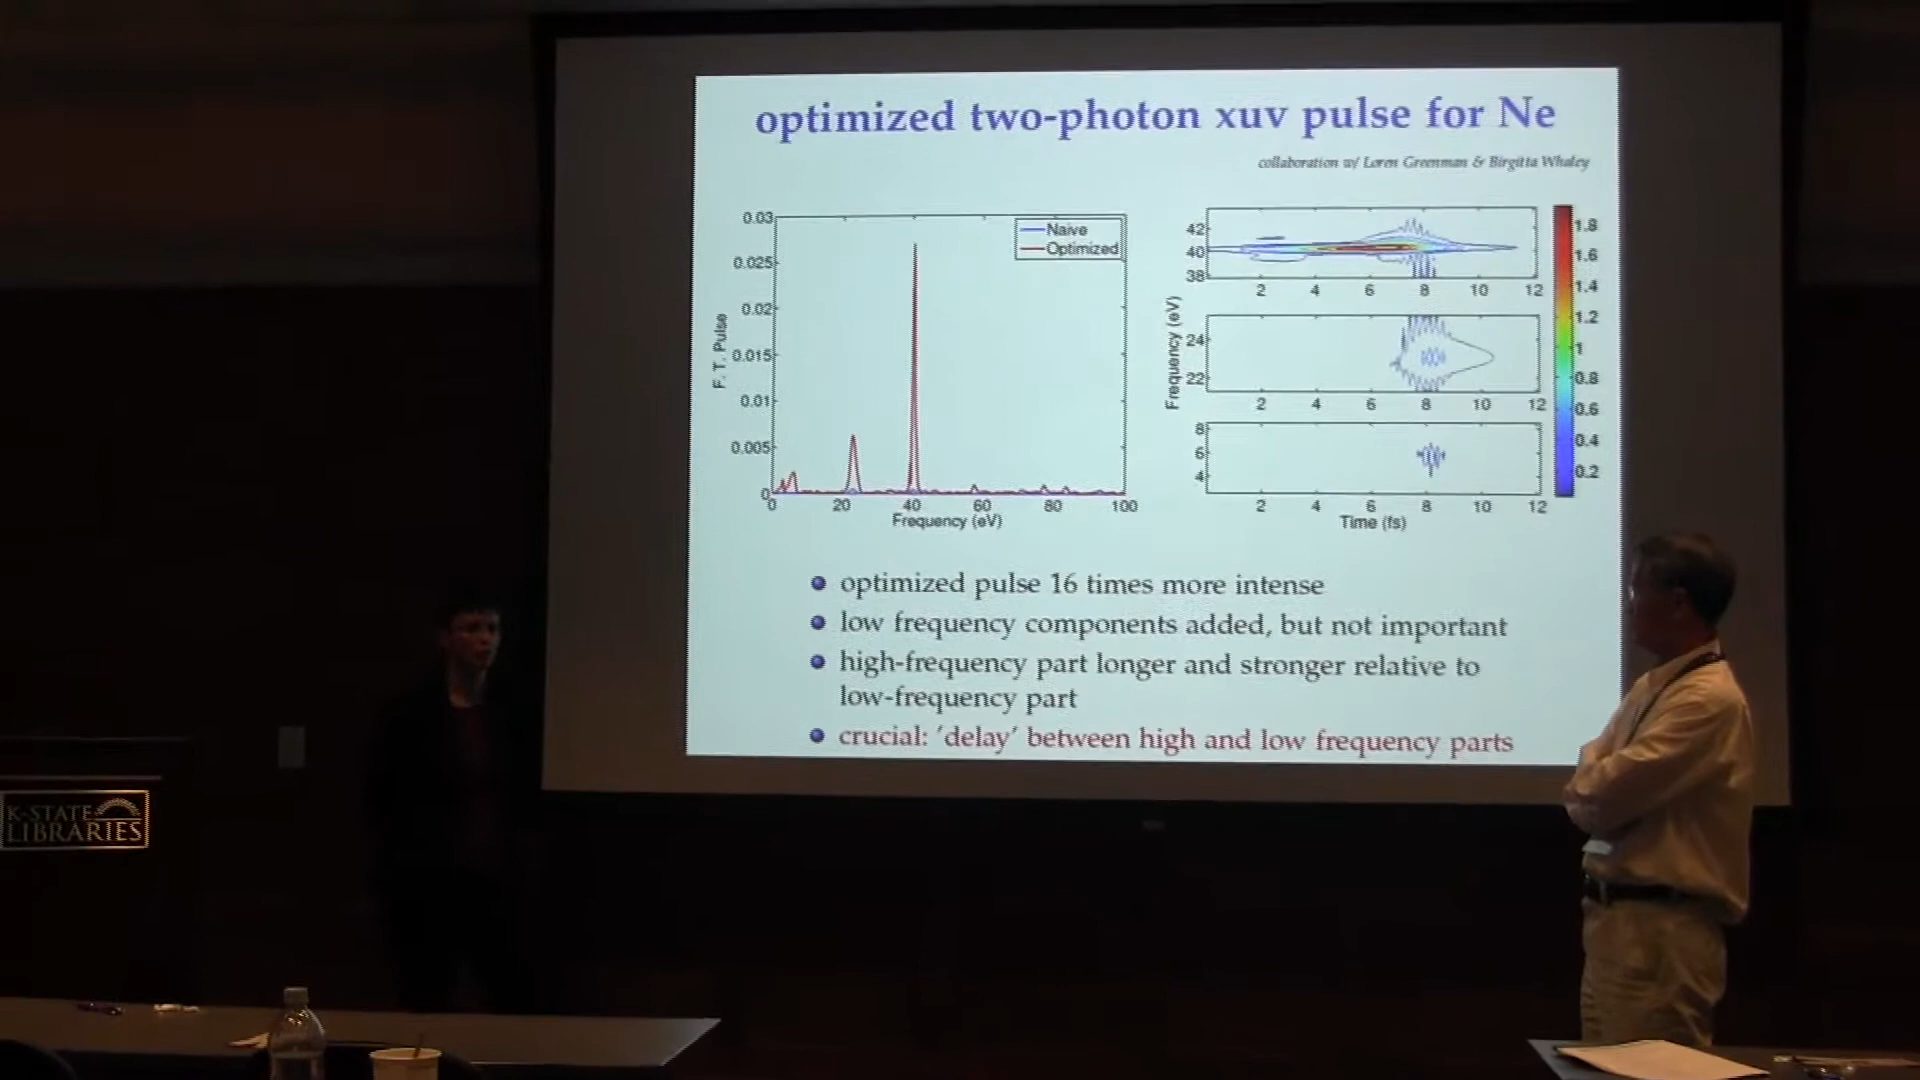 optimized two-photon xuv pulse for Ne
collaboration w/ Loren Greenman & Birgitta Whaley
0.03
0.025
0.02
0.015
0.01
0.005
0
F. T. Pulse
Naive
Optimized
0 20 40 60 80 100
Frequency (eV)
42
40
38
2 4 6 8 10 12
24
22
2 4 6 8 10 12
8
6
4
2 4 6 8 10 12
Frequency (eV)
Time (fs)
1.8
1.6
1.4
1.2
1
0.8
0.6
0.4
0.2
optimized pulse 16 times more intense
low frequency components added, but not important
high-frequency part longer and stronger relative to
low-frequency part
crucial: 'delay' between high and low frequency parts
K-STATE
LIBRARIES